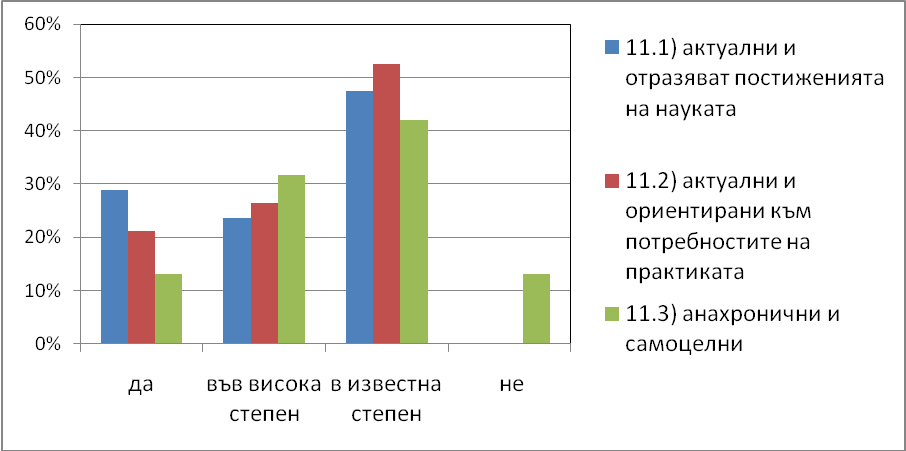 60%
50%
40%
30%
20%
10%
0%
да
във висока
степен
в известна
степен
не
11.1) актуални и
отразяват постиженията
на науката
11.2) актуални и
ориентирани към
потребностите на
практиката
11.3) анахронични и
самоцелни